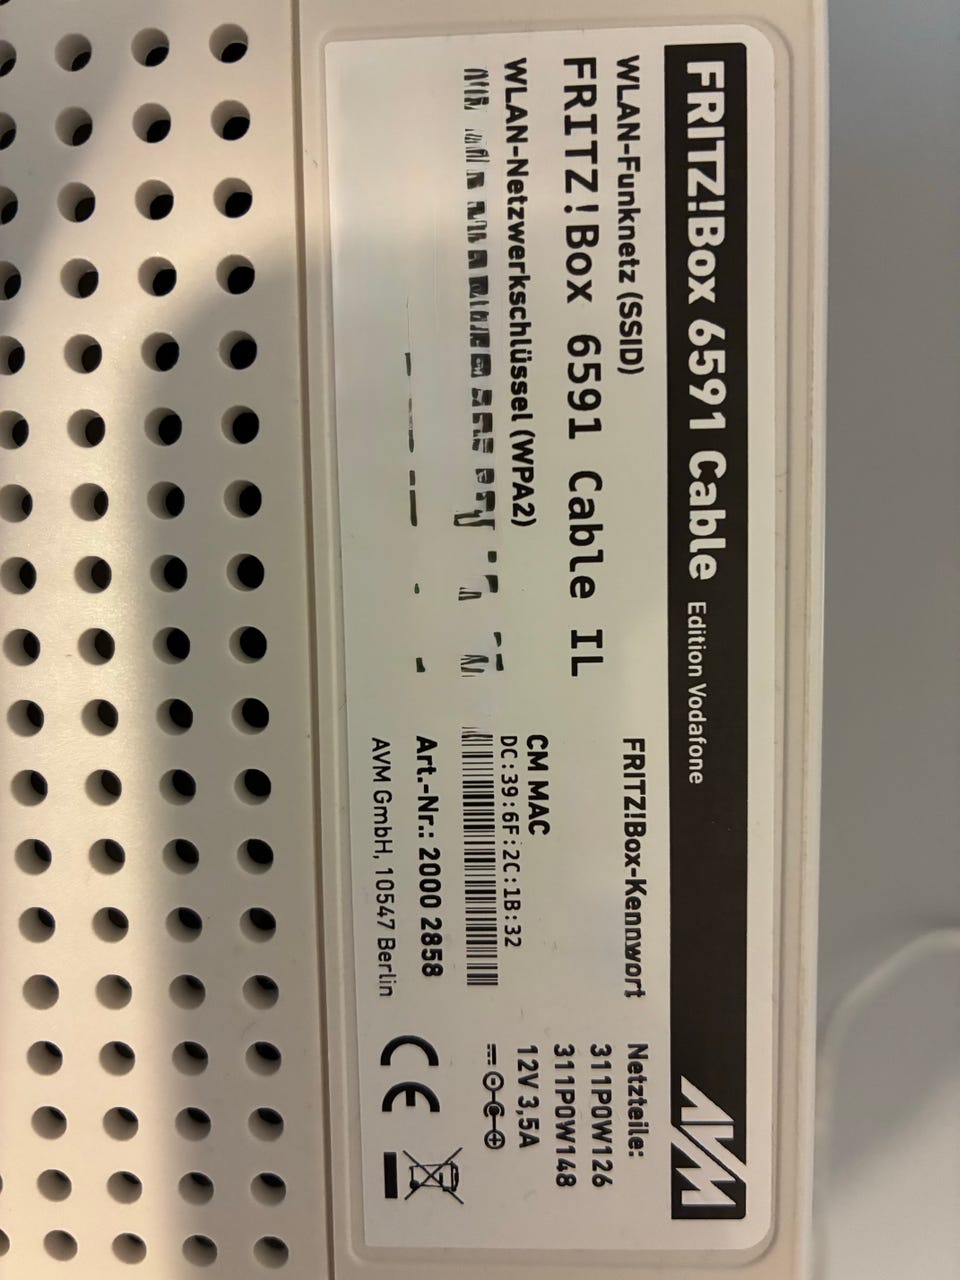 FRITZ!Box 6591 Cable Edition Vodafone
AVM
WLAN-Funknetz (SSID)
FRITZ!Box 6591 Cable IL
WLAN-Netzwerkschlüssel (WPA2)
FRITZ!Box-Kennwort
CM MAC
DC:39:6F:2C:1B:32
Art.-Nr.: 2000 2858
AVM GmbH, 10547 Berlin
Netzteile:
311P0W126
311P0W148
12V 3,5A
CE